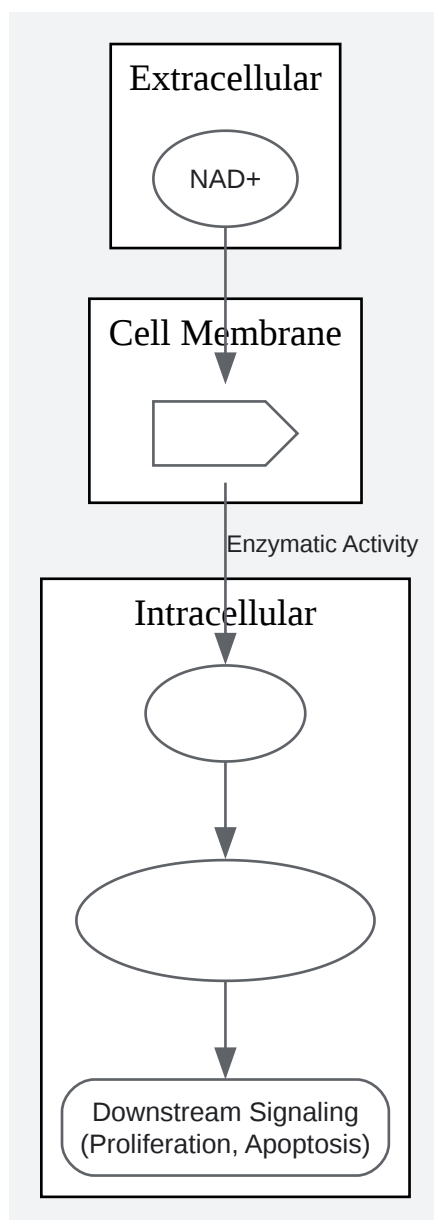 Extracellular
NAD+
Cell Membrane
Enzymatic Activity
Intracellular
Downstream Signaling
(Proliferation, Apoptosis)